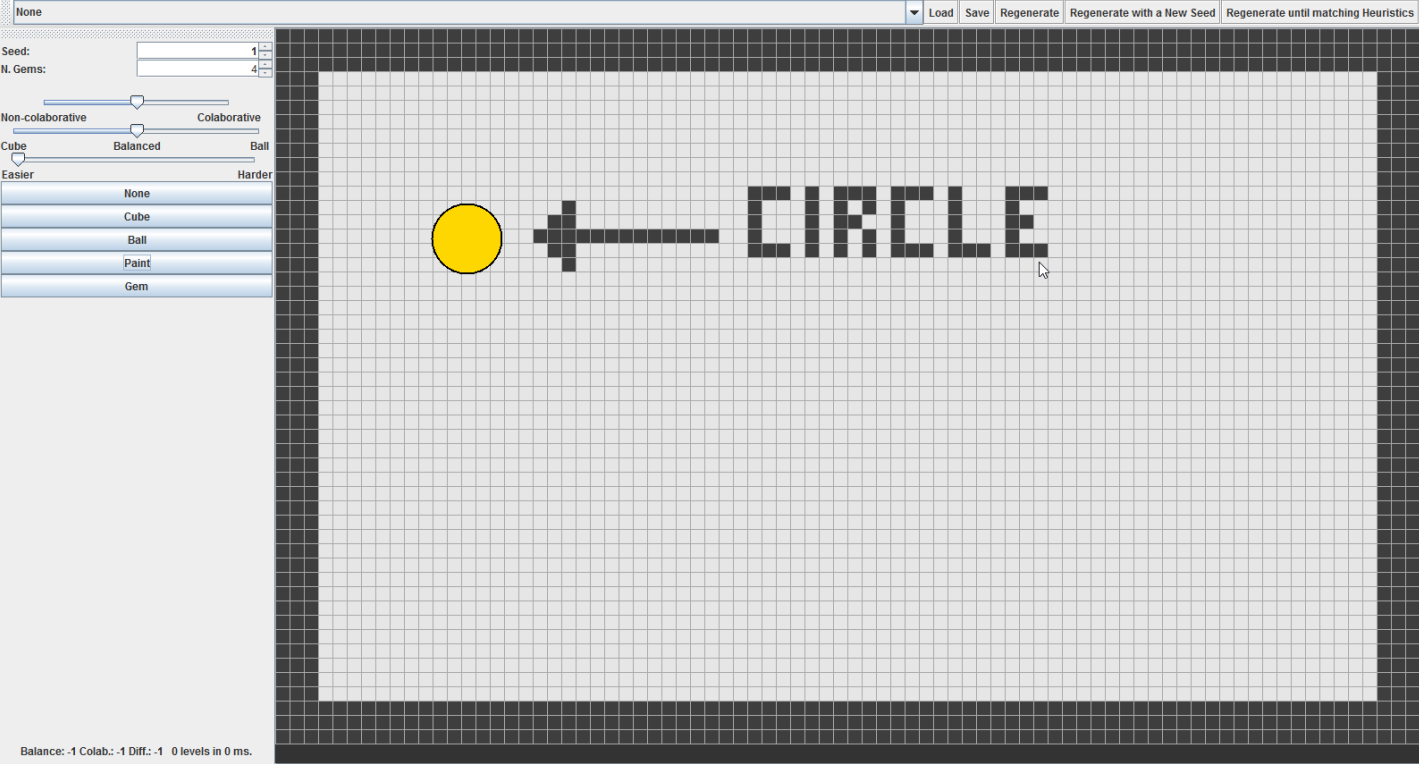 None
Load Save Regenerate Regenerate with a New Seed Regenerate until matching Heuristics
Seed: 1
N. Gems: 4
Non-colaborative Colaborative
Cube Balanced Ball
Easier Harder
None
Cube
Ball
Paint
Gem
CIRCLE
Balance: -1 Colab.: -1 Diff.: -1 0 levels in 0 ms.